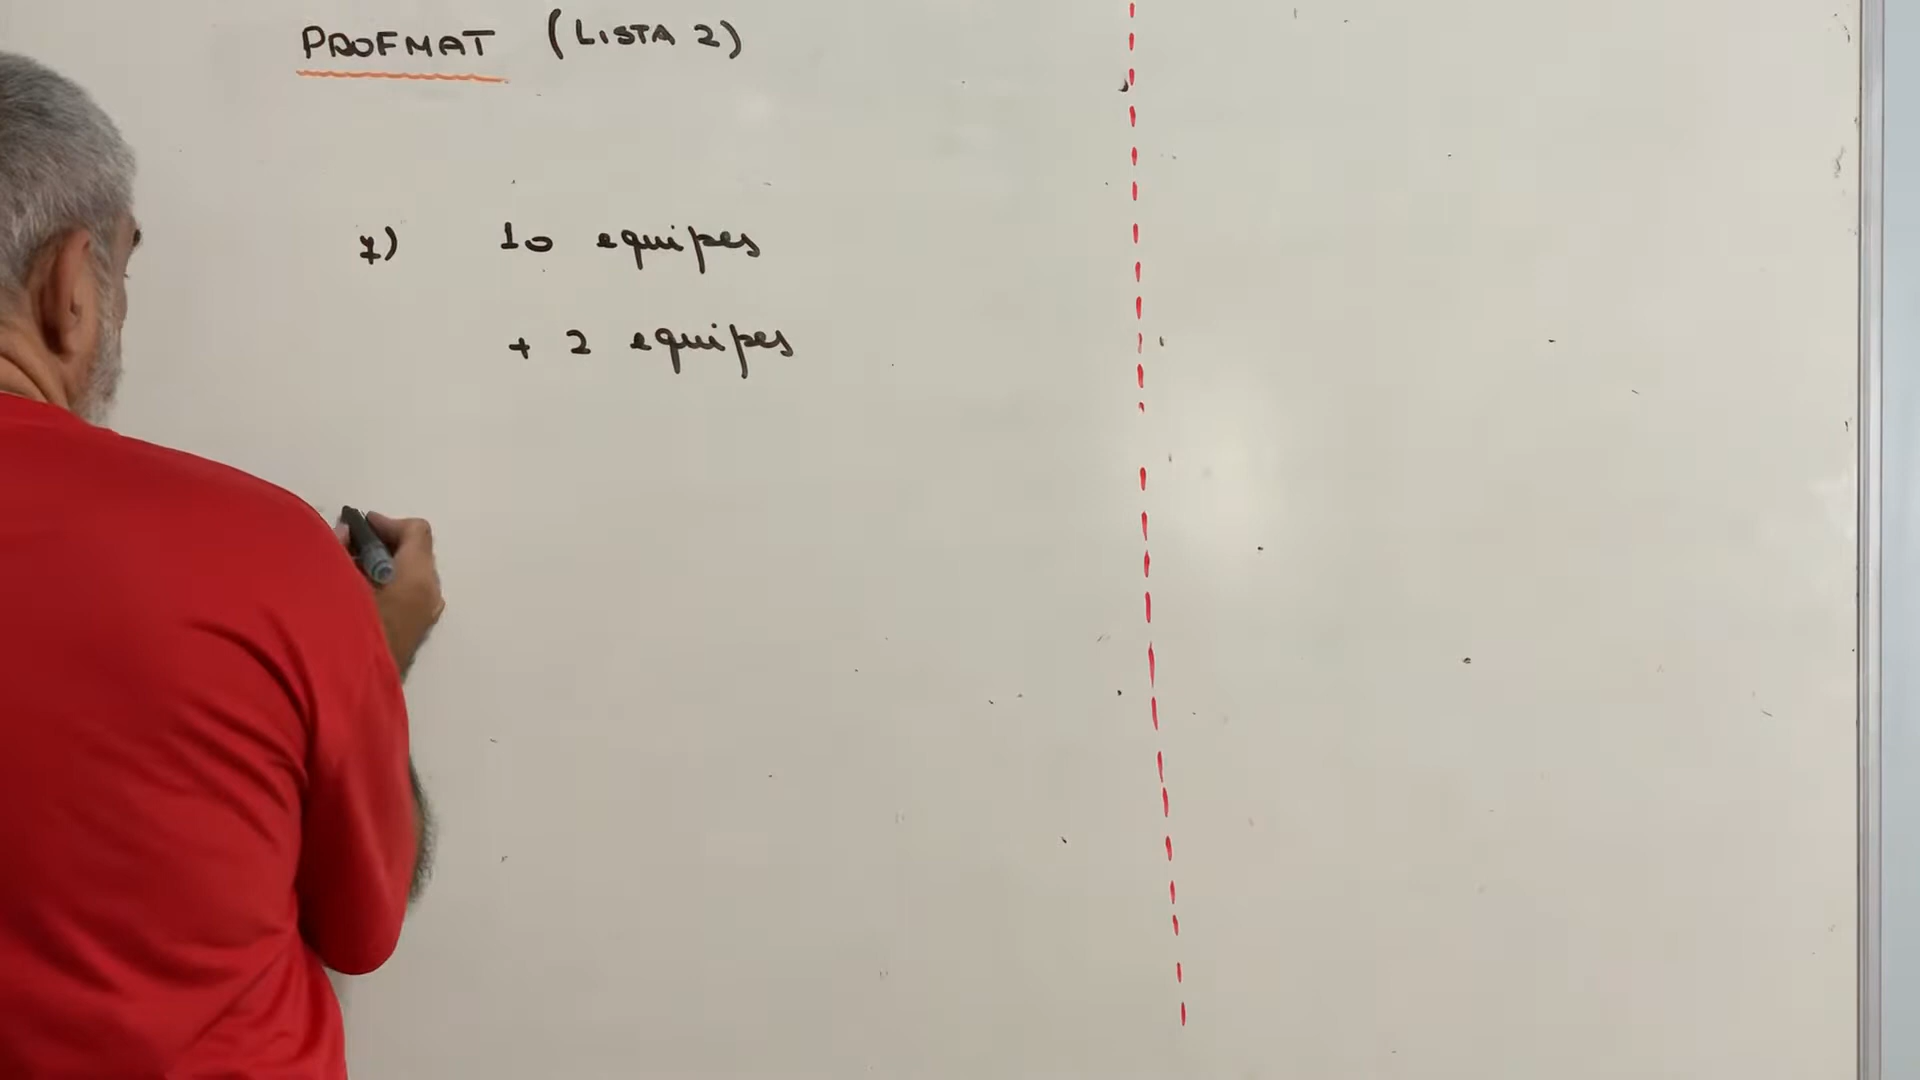 PROFMAT (LISTA 2)
7) 10 equipes
+ 2 equipes